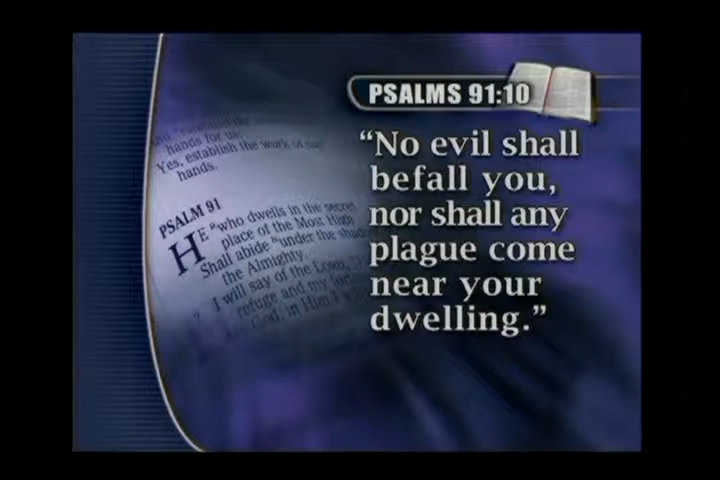 PSALMS 91:10
“No evil shall
befall you,
nor shall any
plague come
near your
dwelling.”
hands for us;
Yes, establish the work of our
hands.
PSALM 91
HE "who dwells in the secret
place of the Most High
Shall abide "under the shadow
the Almighty.
I will say of the LORD,
refuge and my
God, in Him I